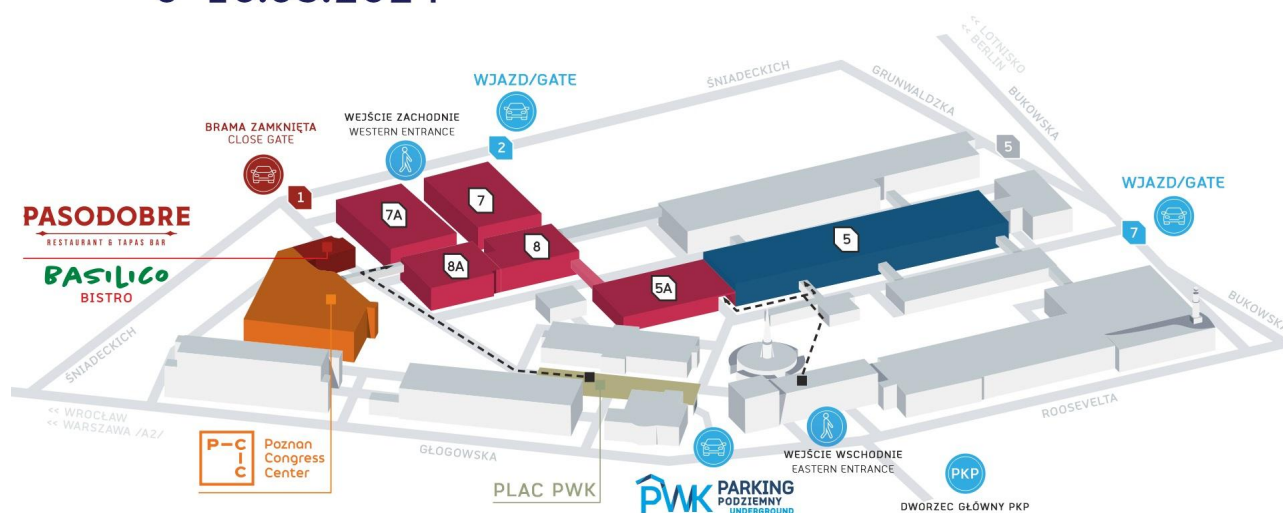 WJAZD/GATE
ŚNIADECKICH
<< LOTNISKO
<< BERLIN
GRUNWALDZKA
BUKOWSKA
BRAMA ZAMKNIĘTA
CLOSE GATE
WEJŚCIE ZACHODNIE
WESTERN ENTRANCE
2
5
1
7A
7
WJAZD/GATE
7
PASODOBRE
RESTAURANT & TAPAS BAR
BASILICO
BISTRO
8
8A
5
5A
BUKOWSKA
ŚNIADECKICH
<< WROCŁAW
<< WARSZAWA /A2/
GŁOGOWSKA
ROOSEVELTA
P-C
I
C
Poznan
Congress
Center
PLAC PWK
PWK PARKING
PODZIEMNY
UNDERGROUND
WEJŚCIE WSCHODNIE
EASTERN ENTRANCE
PKP
DWORZEC GŁÓWNY PKP